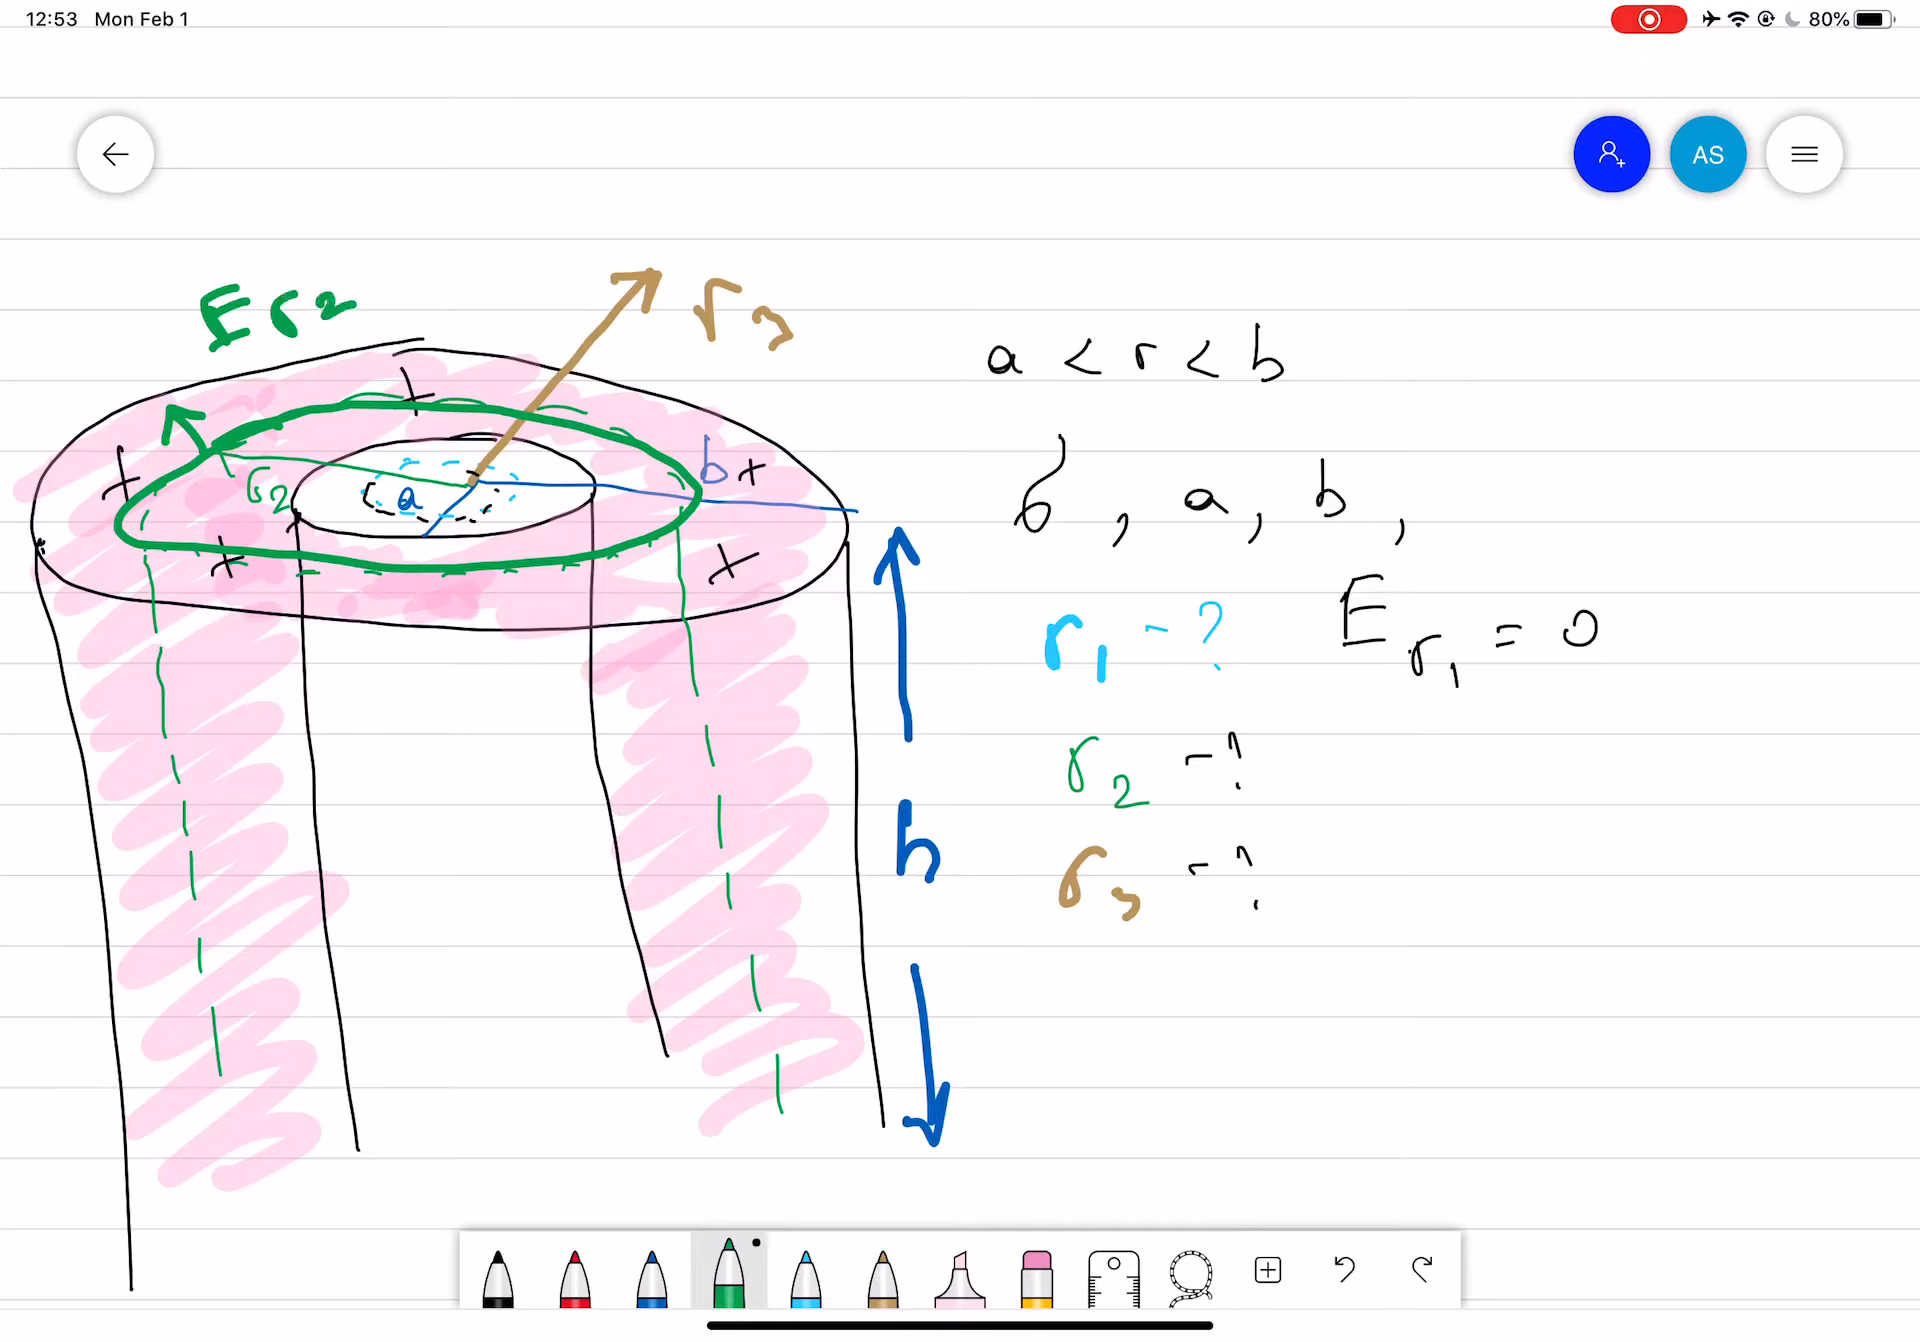 12:53 Mon Feb 1
80%
AS
Er2
r3
a < r < b
b
r2
a
б, a, b,
r1 - ? Er1 = 0
r2 - ?
h
r3 - ?